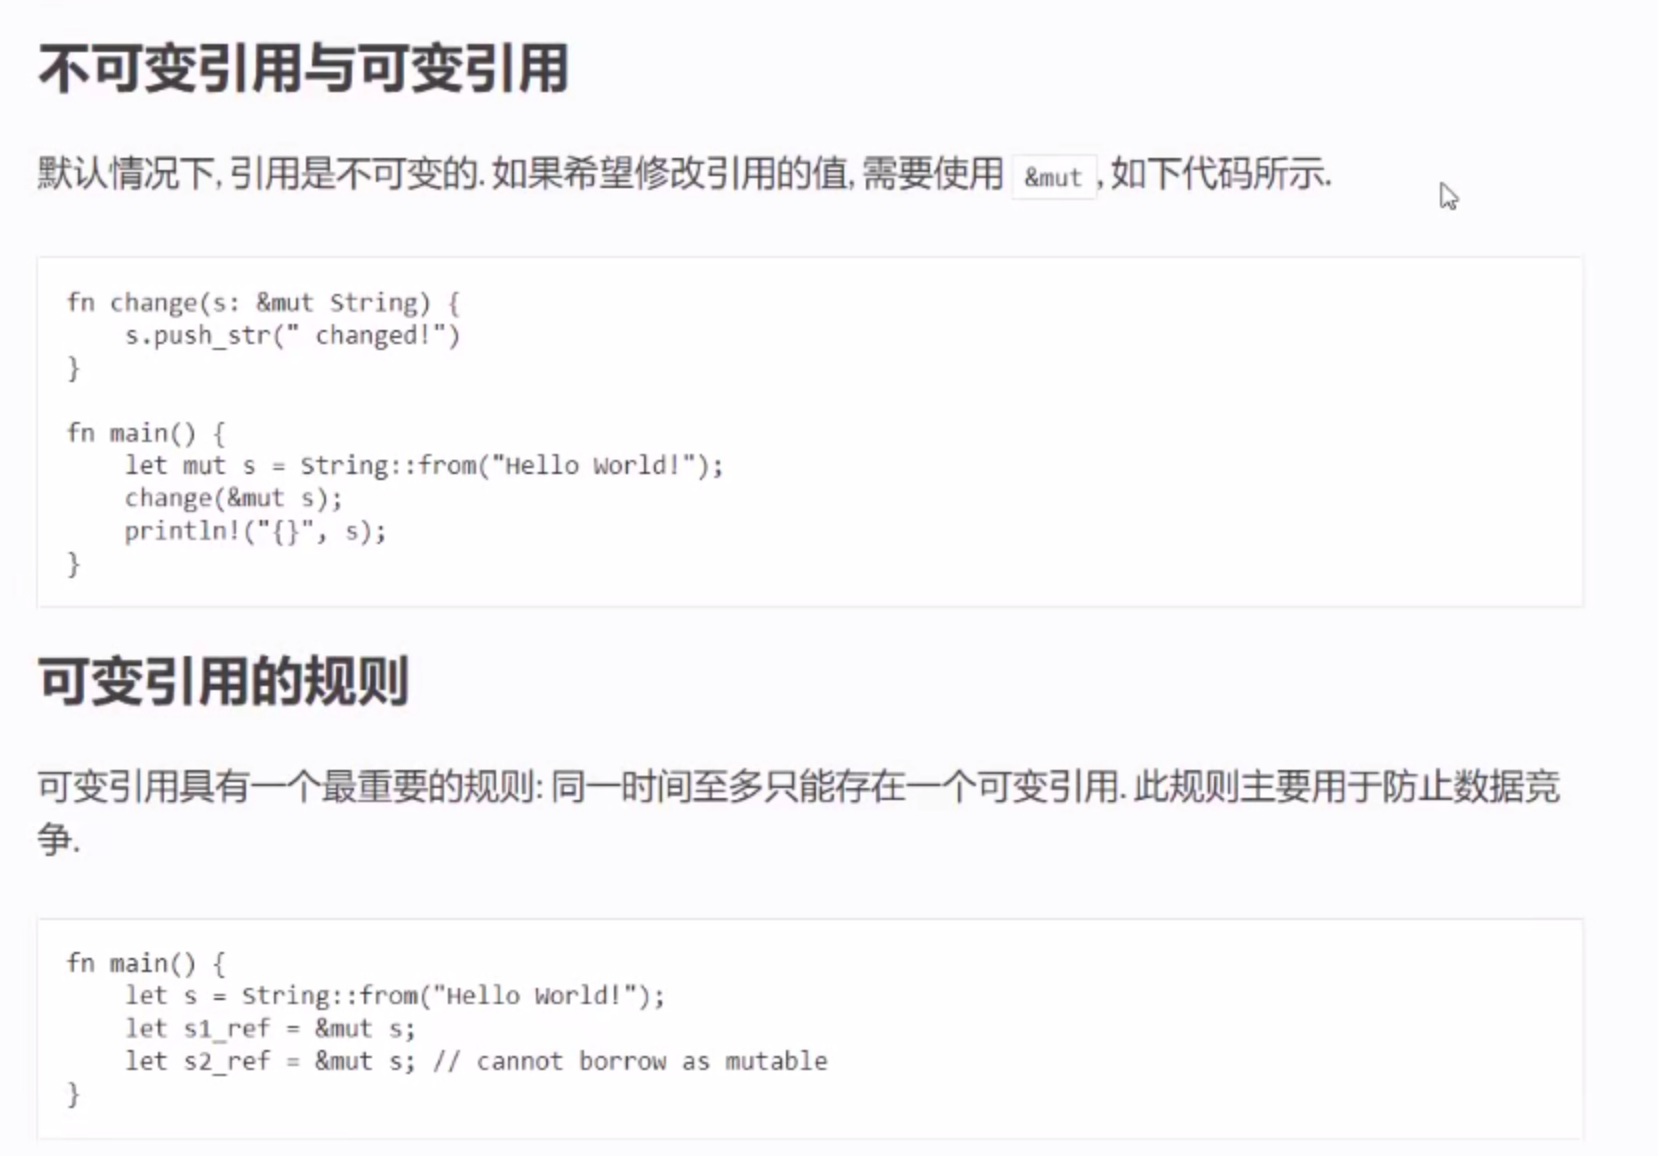 不可变引用与可变引用
默认情况下, 引用是不可变的. 如果希望修改引用的值, 需要使用 &mut , 如下代码所示.
fn change(s: &mut String) {
    s.push_str(" changed!")
}
fn main() {
    let mut s = String::from("Hello World!");
    change(&mut s);
    println!("{}", s);
}
可变引用的规则
可变引用具有一个最重要的规则: 同一时间至多只能存在一个可变引用. 此规则主要用于防止数据竞
争.
fn main() {
    let s = String::from("Hello World!");
    let s1_ref = &mut s;
    let s2_ref = &mut s; // cannot borrow as mutable
}